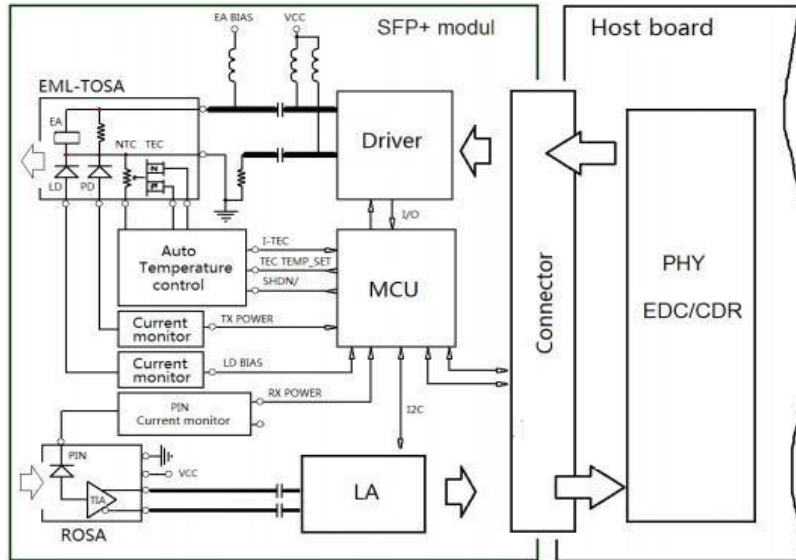 EA BIAS
VCC
SFP+ modul
Host board
EML-TOSA
EA
NTC TEC
N
P
LD
PD
Driver
I/O
Auto
Temperature
control
I-TEC
TEC TEMP_SET
SHDN/
MCU
Connector
PHY
EDC/CDR
Current
monitor
TX POWER
Current
monitor
LD BIAS
PIN
Current monitor
RX POWER
I2C
PIN
VCC
TIA
ROSA
LA